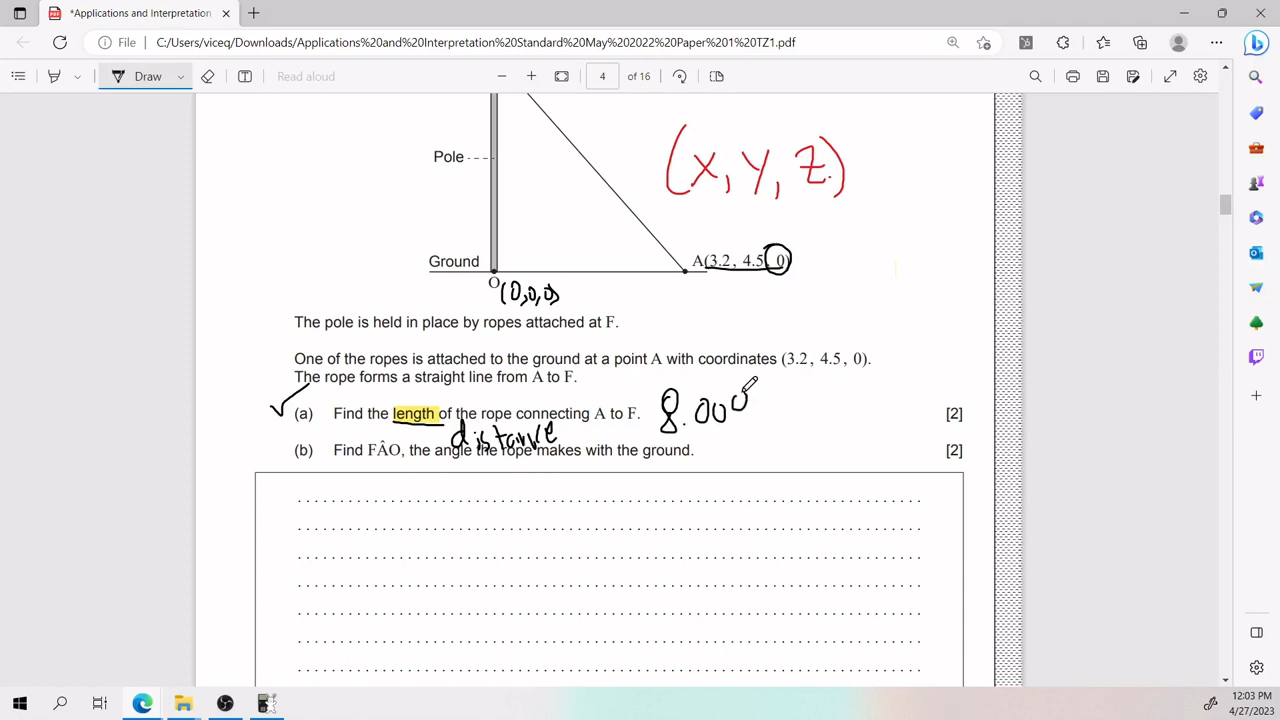 *Applications and Interpretation
File
C:/Users/viceq/Downloads/Applications%20and%20Interpretation%20Standard%20May%202022%20Paper%201%20TZ1.pdf
Draw
Read aloud
4
of 16
Pole
(x, y, z)
Ground
A(3.2, 4.5, 0)
O
(0,0,0)
The pole is held in place by ropes attached at F.
One of the ropes is attached to the ground at a point A with coordinates (3.2, 4.5, 0).
The rope forms a straight line from A to F.
(a) Find the length of the rope connecting A to F. 8.000 [2]
distance
(b) Find FÂO, the angle the rope makes with the ground. [2]
12:03 PM
4/27/2023